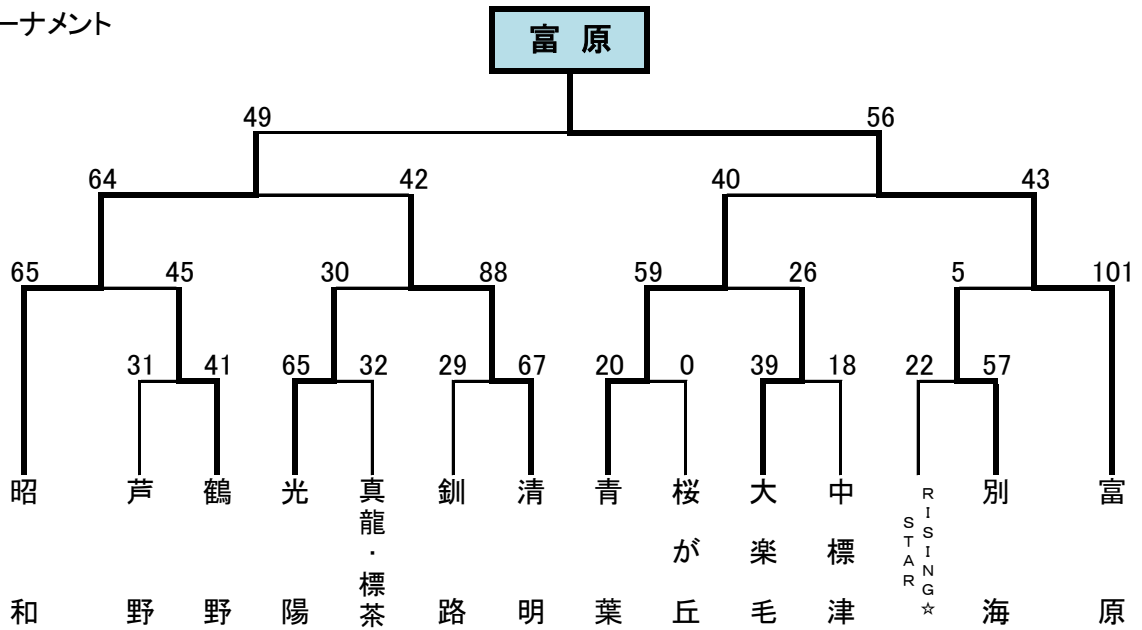 ーナメント
富 原
49 56
64 42 40 43
65 45 30 88 59 26 5 101
31 41 65 32 29 67 20 0 39 18 22 57
昭和
芦野
鶴野
光陽
真龍・標茶
釧路
清明
青葉
桜が丘
大楽毛
中標津
RISING☆
STAR
別海
富原